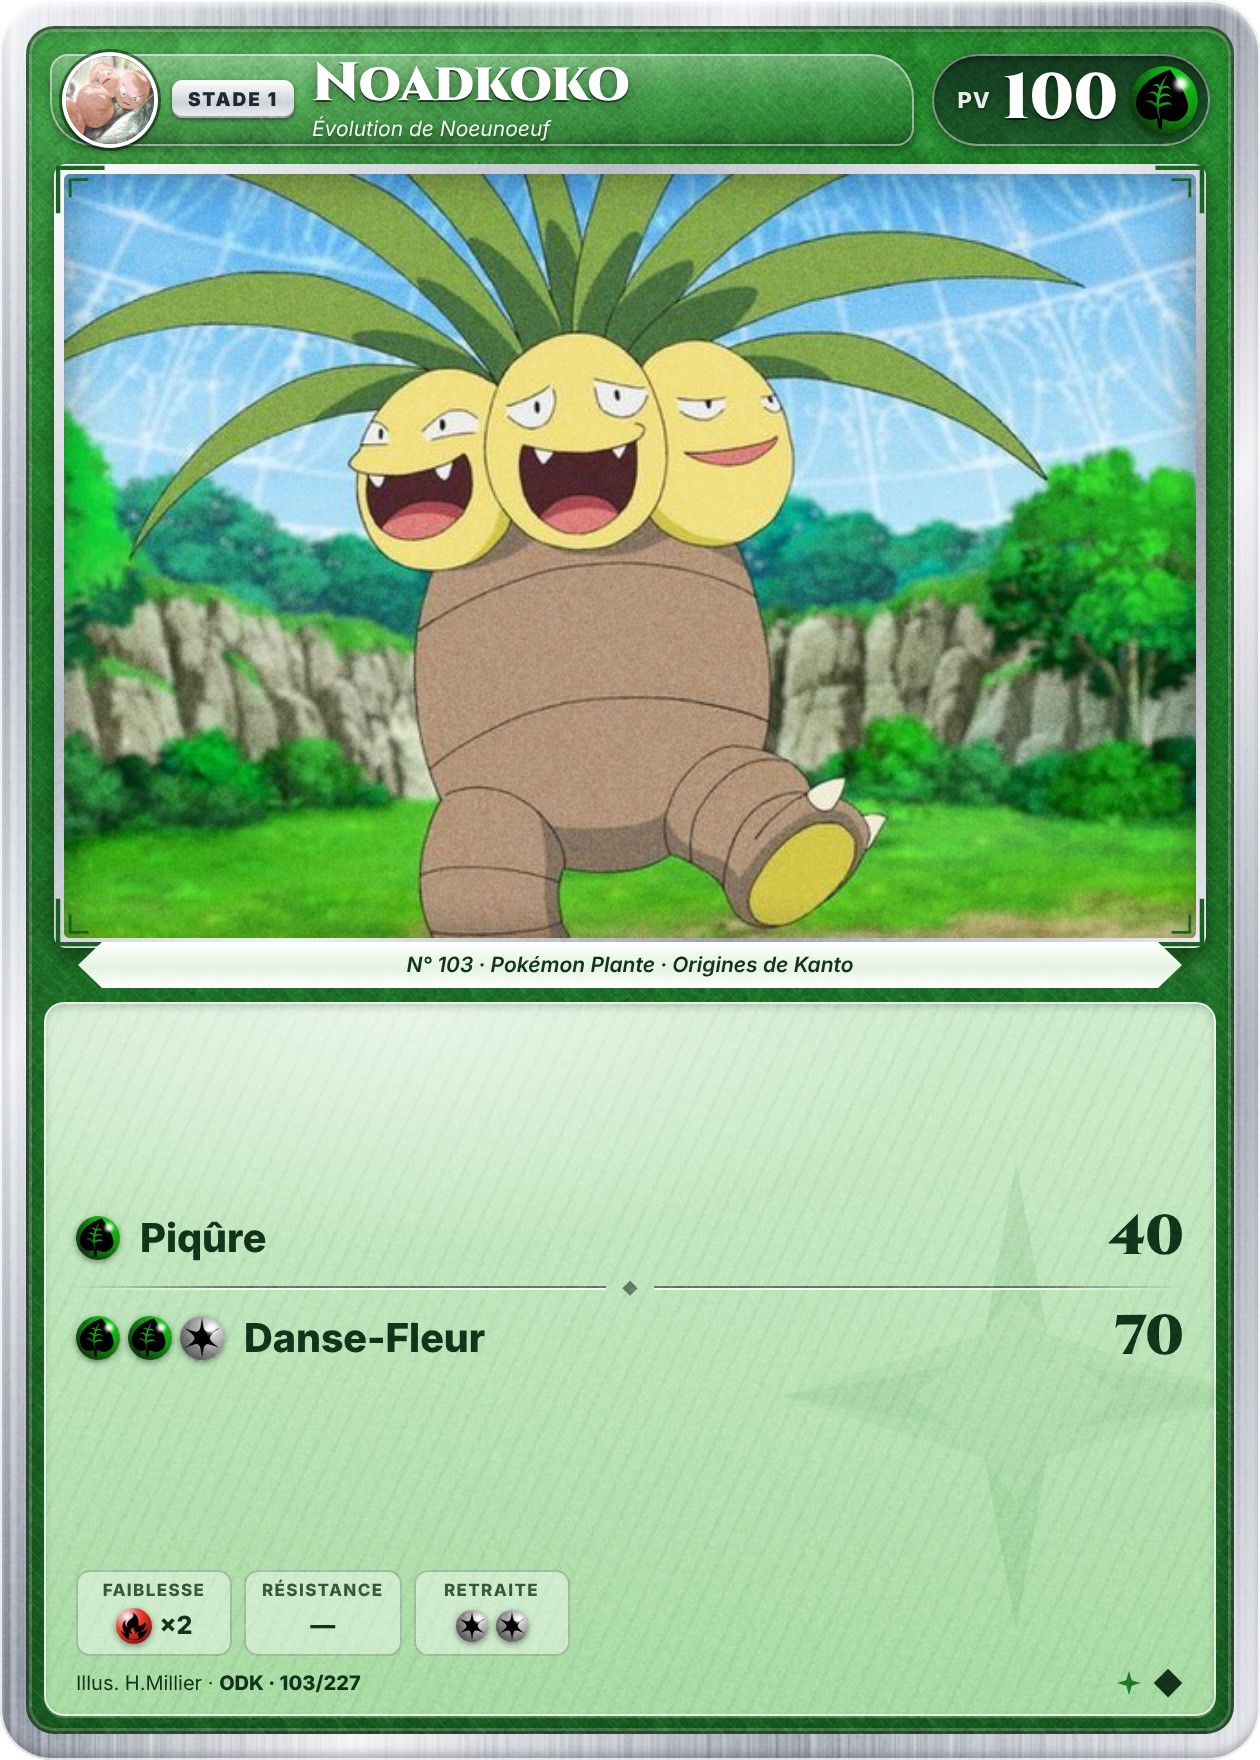 STADE 1
NOADKOKO
Évolution de Noeunoeuf
PV 100
N° 103 · Pokémon Plante · Origines de Kanto
Piqûre 40
Danse-Fleur 70
FAIBLESSE RÉSISTANCE RETRAITE
×2 —
Illus. H.Millier · ODK · 103/227